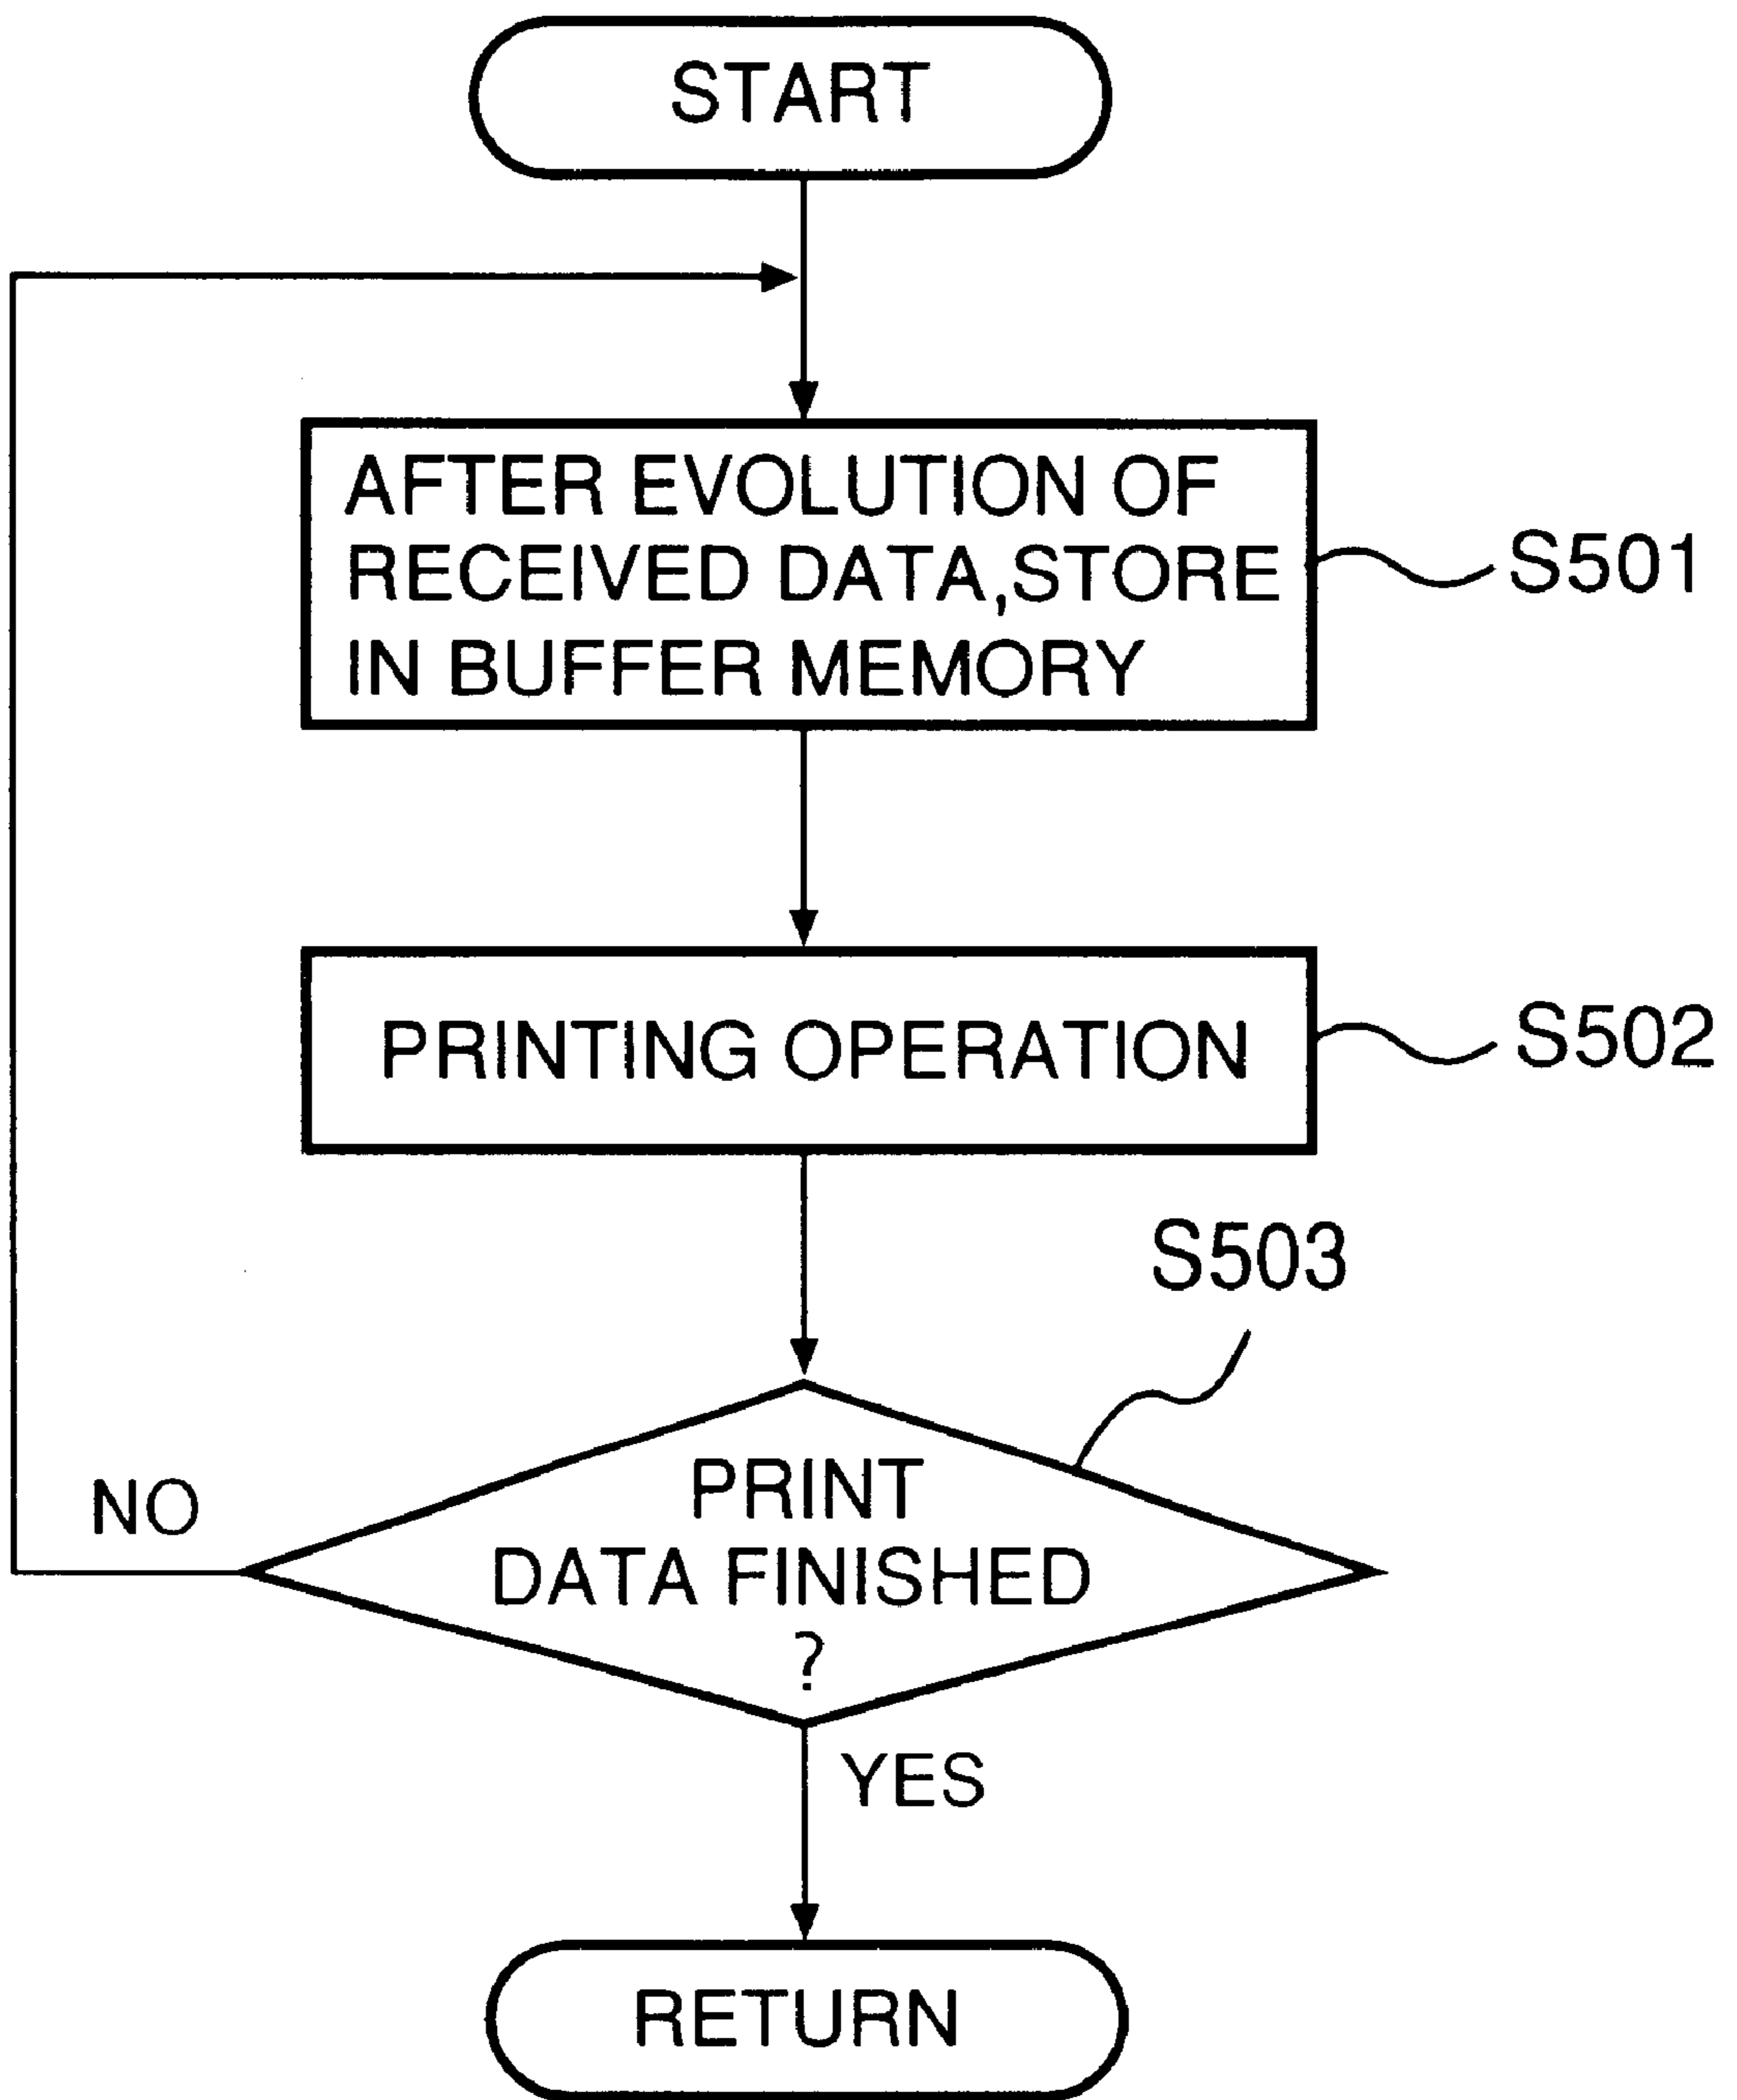 START
AFTER EVOLUTION OF
RECEIVED DATA,STORE
IN BUFFER MEMORY
S501
PRINTING OPERATION
S502
S503
PRINT
DATA FINISHED
?
NO
YES
RETURN